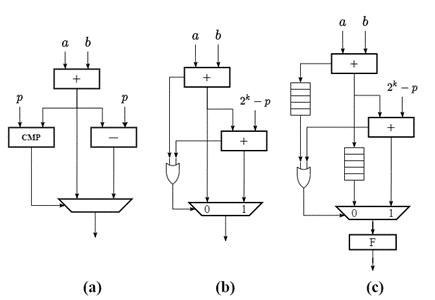 a b
+
p p
CMP −
(a)
a b
+
2^k − p
+
0 1
(b)
a b
+
2^k − p
+
0 1
F
(c)